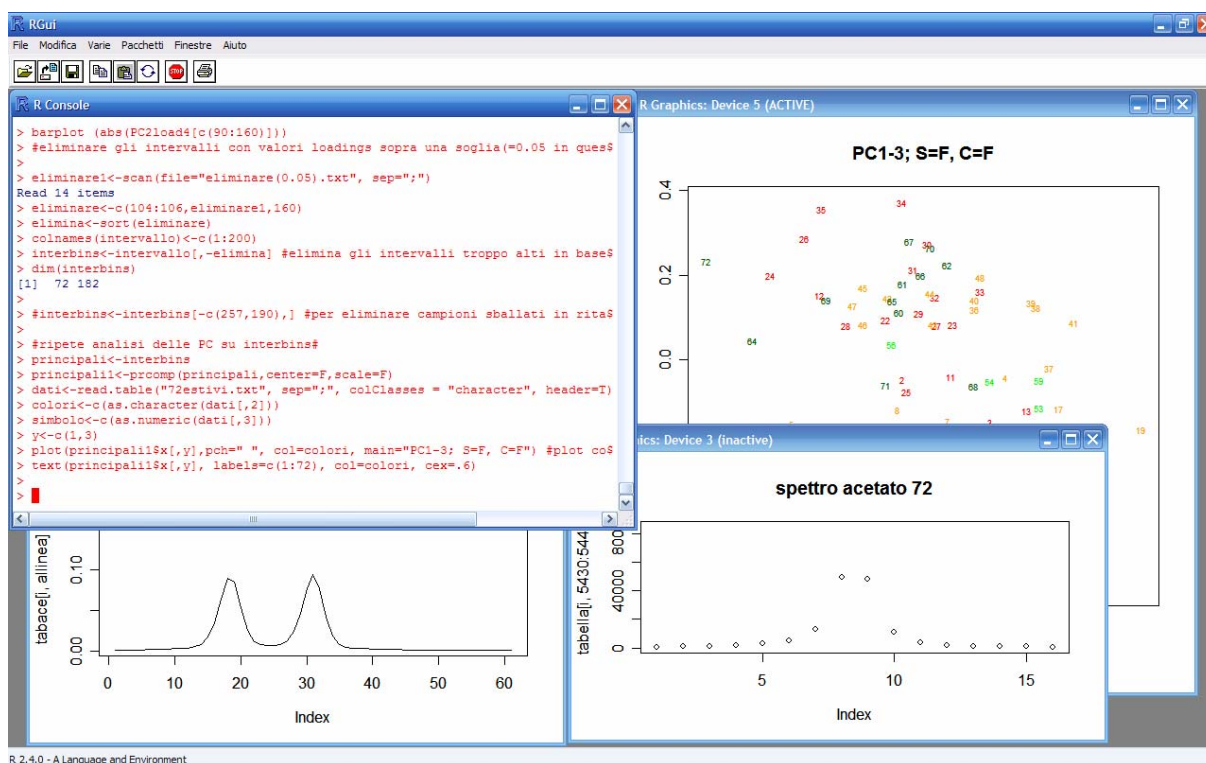 RGui
File Modifica Varie Pacchetti Finestre Aiuto
STOP
R Console
> barplot (abs(PC2load4[c(90:160)]))
> #eliminare gli intervalli con valori loadings sopra una soglia(=0.05 in ques$
>
> eliminare1<-scan(file="eliminare(0.05).txt", sep=";")
Read 14 items
> eliminare<-c(104:106,eliminare1,160)
> elimina<-sort(eliminare)
> colnames(intervallo)<-c(1:200)
> interbins<-intervallo[,-elimina] #elimina gli intervalli troppo alti in base$
> dim(interbins)
[1] 72 182
>
> #interbins<-interbins[-c(257,190),] #per eliminare campioni sballati in rita$
>
> #ripete analisi delle PC su interbins#
> principali<-interbins
> principali1<-prcomp(principali,center=F,scale=F)
> dati<-read.table("72estivi.txt", sep=";", colClasses = "character", header=T)
> colori<-c(as.character(dati[,2]))
> simbolo<-c(as.numeric(dati[,3]))
> y<-c(1,3)
> plot(principali1$x[,y],pch=" ", col=colori, main="PC1-3; S=F, C=F") #plot co$
> text(principali1$x[,y], labels=c(1:72), col=colori, cex=.6)
>
>
R Graphics: Device 5 (ACTIVE)
PC1-3; S=F, C=F
0.4
0.2
0.0
35
34
26
67
30
70
72
62
24
31
66
48
61
45
33
12
69
44
32
65
40
39
38
47
36
60
29
22
41
28
46
27
23
64
56
37
71
2
11
54
4
59
68
25
8
13
53
17
7
19
ics: Device 3 (inactive)
spettro acetato 72
tabella[i, 5430:544
800
40000
0
5
10
15
Index
tabace[i, allinea]
0.10
0.00
0
10
20
30
40
50
60
Index
R 2.4.0 - A Language and Environment